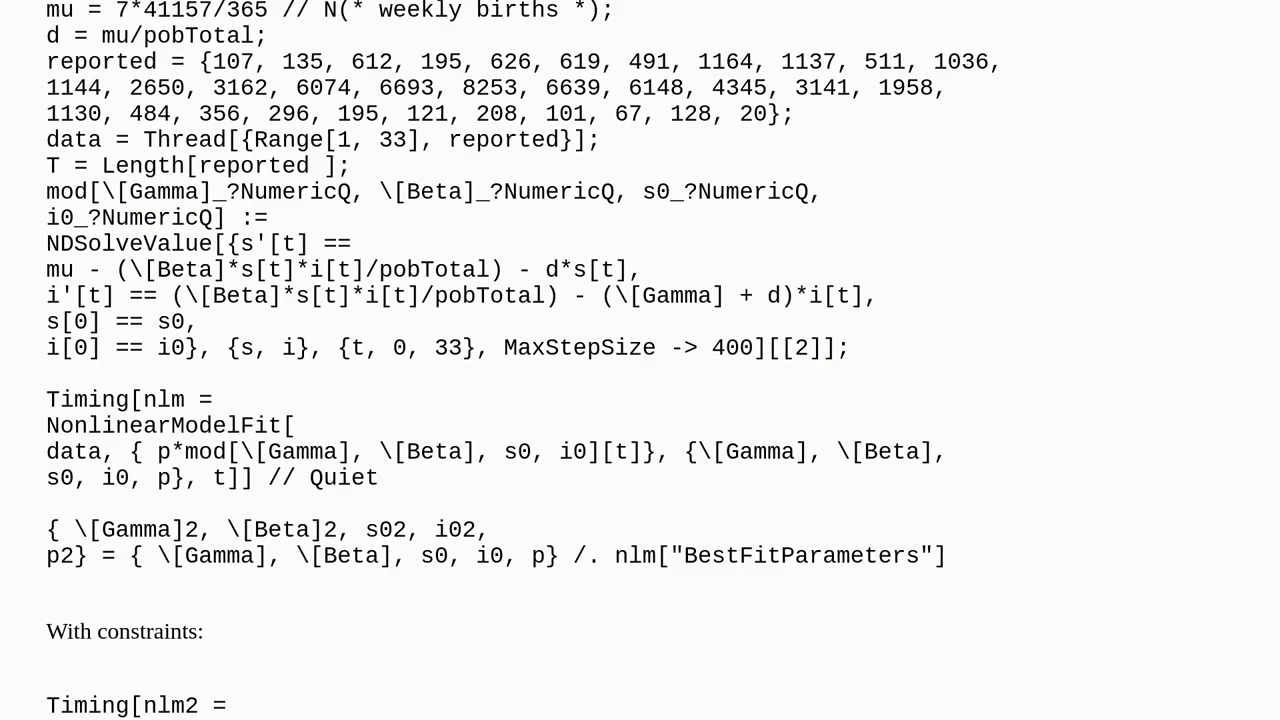 mu = 7*41157/365 // N(* weekly births *);
d = mu/pobTotal;
reported = {107, 135, 612, 195, 626, 619, 491, 1164, 1137, 511, 1036,
1144, 2650, 3162, 6074, 6693, 8253, 6639, 6148, 4345, 3141, 1958,
1130, 484, 356, 296, 195, 121, 208, 101, 67, 128, 20};
data = Thread[{Range[1, 33], reported}];
T = Length[reported ];
mod[\[Gamma]_?NumericQ, \[Beta]_?NumericQ, s0_?NumericQ,
i0_?NumericQ] :=
NDSolveValue[{s'[t] ==
mu - (\[Beta]*s[t]*i[t]/pobTotal) - d*s[t],
i'[t] == (\[Beta]*s[t]*i[t]/pobTotal) - (\[Gamma] + d)*i[t],
s[0] == s0,
i[0] == i0}, {s, i}, {t, 0, 33}, MaxStepSize -> 400][[2]];
Timing[nlm =
NonlinearModelFit[
data, { p*mod[\[Gamma], \[Beta], s0, i0][t]}, {\[Gamma], \[Beta],
s0, i0, p}, t]] // Quiet
{ \[Gamma]2, \[Beta]2, s02, i02,
p2} = { \[Gamma], \[Beta], s0, i0, p} /. nlm["BestFitParameters"]
With constraints:
Timing[nlm2 =